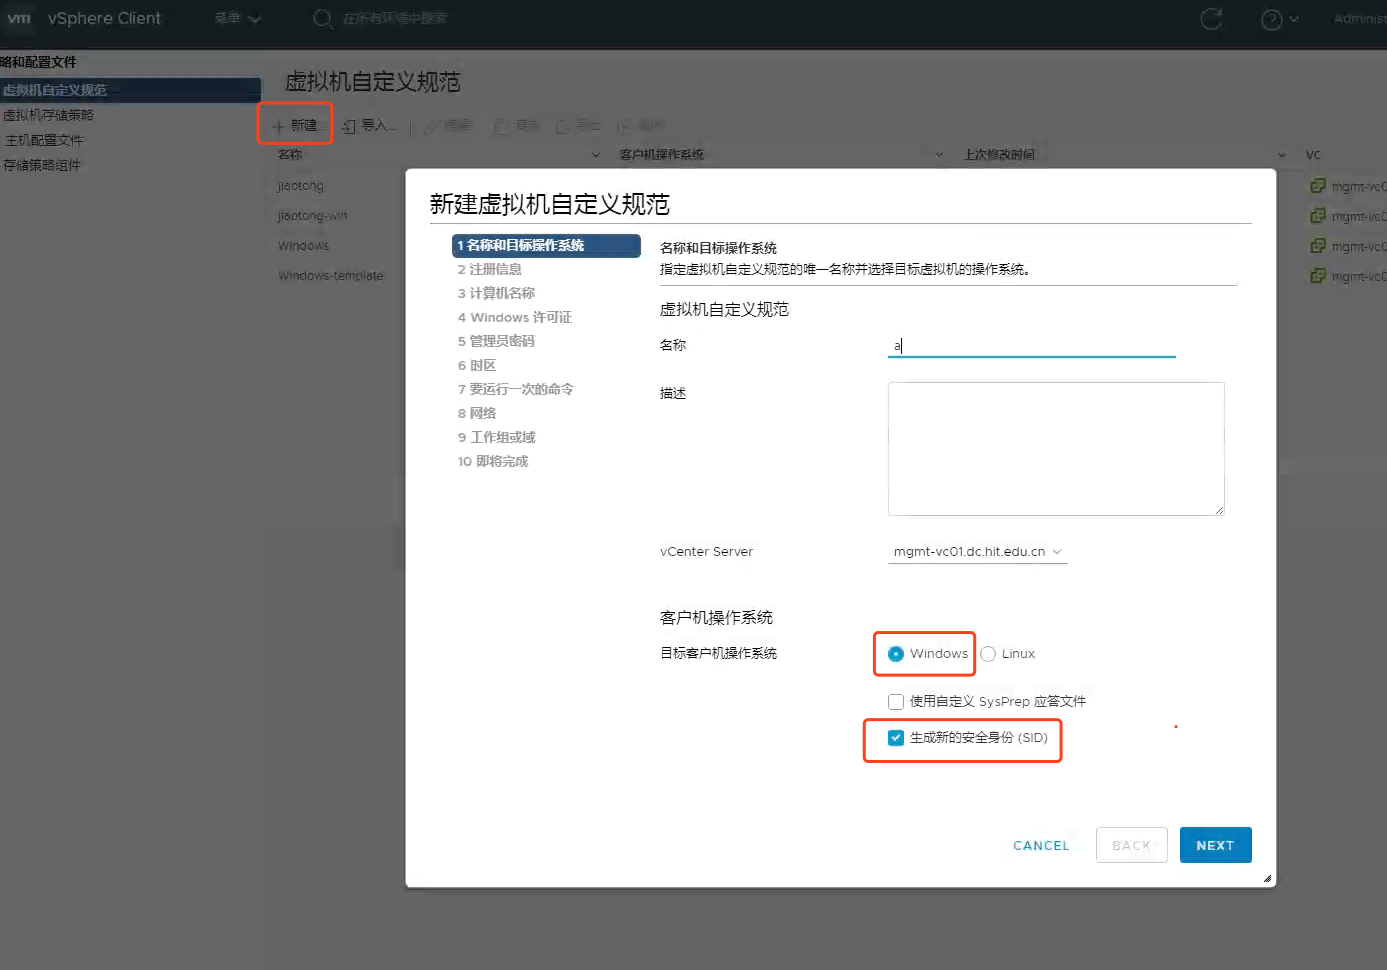 vm vSphere Client 菜单 在所有环境中搜索 Administ
略和配置文件
虚拟机自定义规范
虚拟机存储策略
主机配置文件
存储策略组件
虚拟机自定义规范
新建... 导入... 编辑 复制 导出 删除
名称 客户机操作系统 上次修改时间 VC
jiaotong mgmt-vc0
jiaotong-win mgmt-vc0
Windows mgmt-vc0
Windows-template mgmt-vc0
新建虚拟机自定义规范
1 名称和目标操作系统
2 注册信息
3 计算机名称
4 Windows 许可证
5 管理员密码
6 时区
7 要运行一次的命令
8 网络
9 工作组或域
10 即将完成
名称和目标操作系统
指定虚拟机自定义规范的唯一名称并选择目标虚拟机的操作系统。
虚拟机自定义规范
名称 a
描述
vCenter Server mgmt-vc01.dc.hit.edu.cn
客户机操作系统
目标客户机操作系统 Windows Linux
使用自定义 SysPrep 应答文件
生成新的安全身份 (SID)
CANCEL BACK NEXT